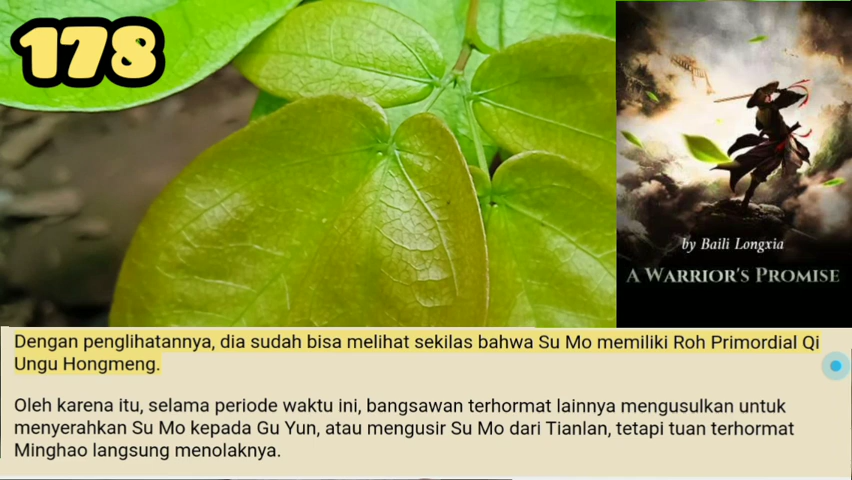 178
by Baili Longxia
A WARRIOR'S PROMISE
Dengan penglihatannya, dia sudah bisa melihat sekilas bahwa Su Mo memiliki Roh Primordial Qi
Ungu Hongmeng.
Oleh karena itu, selama periode waktu ini, bangsawan terhormat lainnya mengusulkan untuk
menyerahkan Su Mo kepada Gu Yun, atau mengusir Su Mo dari Tianlan, tetapi tuan terhormat
Minghao langsung menolaknya.